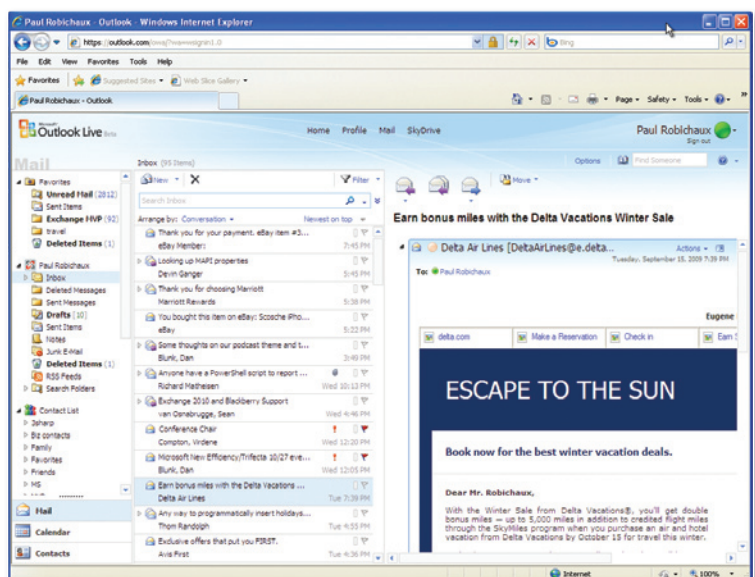 Paul Robichaux - Outlook - Windows Internet Explorer
https://outlook.com/owa/?wa=wsignin1.0
Bing
File Edit View Favorites Tools Help
Favorites Suggested Sites Web Slice Gallery
Paul Robichaux - Outlook
Page Safety Tools
Microsoft
Outlook Live Beta
Home Profile Mail SkyDrive
Paul Robichaux
Sign out
Mail
Inbox (95 Items)
Options Find Someone
Favorites
Unread Mail (2812)
Sent Items
Exchange MVP (92)
travel
Deleted Items (1)
Paul Robichaux
Inbox
Deleted Messages
Sent Messages
Drafts [10]
Sent Items
Notes
Junk E-Mail
Deleted Items (1)
RSS Feeds
Search Folders
Contact List
3sharp
Biz contacts
Family
Favorites
Friends
MS
Mail
Calendar
Contacts
New Filter
Search Inbox
Arrange by: Conversation Newest on top
Thank you for your payment. eBay item #3...
eBay Member: 7:45 PM
Looking up MAPI properties
Devin Ganger 5:45 PM
Thank you for choosing Marriott
Marriott Rewards 5:38 PM
You bought this item on eBay: Scosche iPho...
eBay 5:22 PM
Some thoughts on our podcast theme and t...
Blunk, Dan 3:49 PM
Anyone have a PowerShell script to report ...
Richard Matheisen Wed 10:13 PM
Exchange 2010 and Blackberry Support
van Osnabrugge, Sean Wed 4:46 PM
Conference Chair
Compton, Virdene Wed 12:20 PM
Microsoft New Efficiency/Trifecta 10/27 eve...
Blunk, Dan Wed 12:05 PM
Earn bonus miles with the Delta Vacations ...
Delta Air Lines Tue 7:39 PM
Any way to programmatically insert holidays...
Thom Randolph Tue 4:55 PM
Exclusive offers that put you FIRST.
Avis First Tue 4:36 PM
Move
Earn bonus miles with the Delta Vacations Winter Sale
Delta Air Lines [DeltaAirLines@e.delta... Actions
Tuesday, September 15, 2009 7:39 PM
To: Paul Robichaux
Eugene
delta.com Make a Reservation Check in Earn
ESCAPE TO THE SUN
Book now for the best winter vacation deals.
Dear Mr. Robichaux,
With the Winter Sale from Delta Vacations®, you'll get double
bonus miles — up to 5,000 miles in addition to credited flight miles
through the SkyMiles program when you purchase an air and hotel
vacation from Delta Vacations by October 15 for travel this winter.
Internet 100%